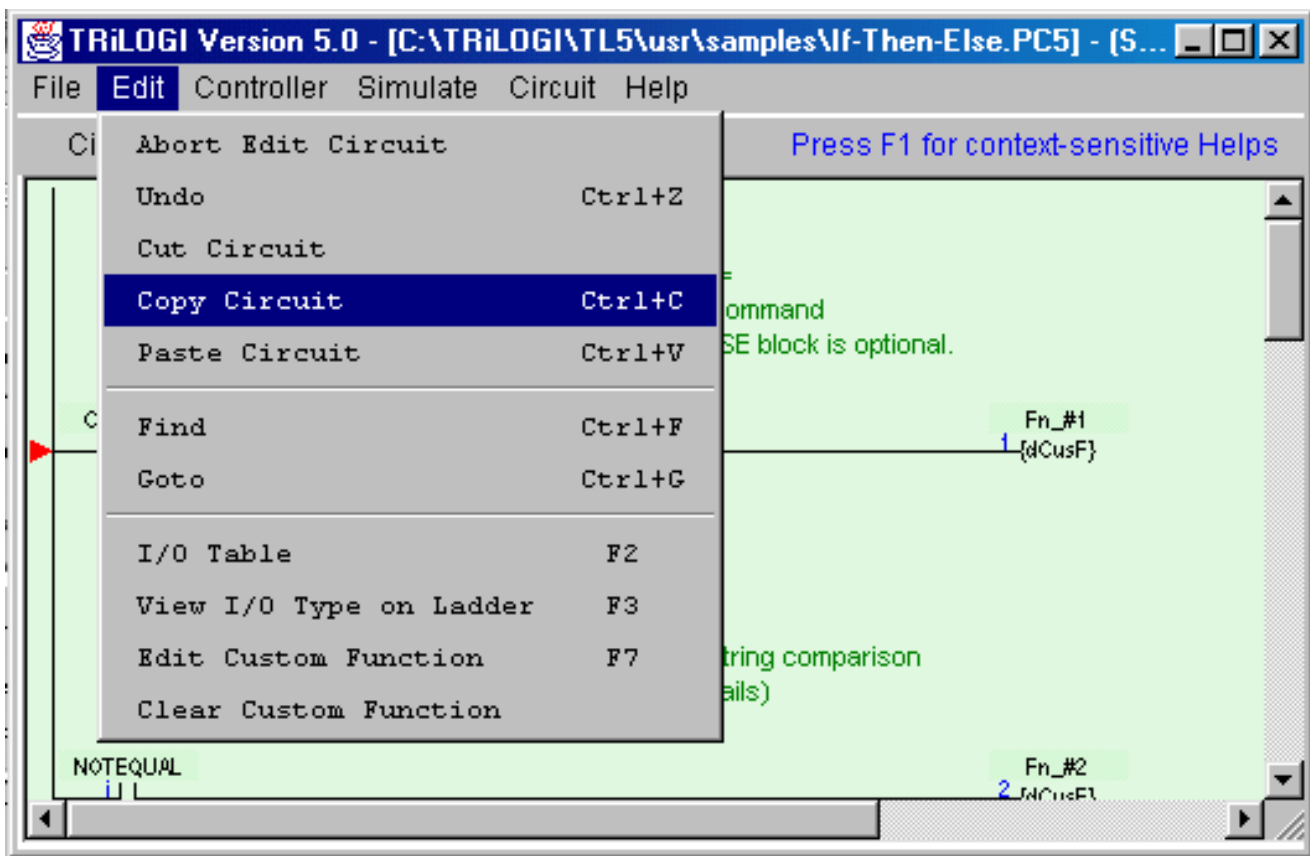 TRiLOGI Version 5.0 - [C:\TRiLOGI\TL5\usr\samples\If-Then-Else.PC5] - (S...
File Edit Controller Simulate Circuit Help
Ci Press F1 for context-sensitive Helps
Abort Edit Circuit
Undo Ctrl+Z
Cut Circuit
Copy Circuit Ctrl+C
ommand
Paste Circuit Ctrl+V
SE block is optional.
Find Ctrl+F
Fn_#1
1 {dCusF}
Goto Ctrl+G
I/O Table F2
View I/O Type on Ladder F3
Edit Custom Function F7
tring comparison
ails)
Clear Custom Function
NOTEQUAL Fn_#2
i 2 {dCusF}